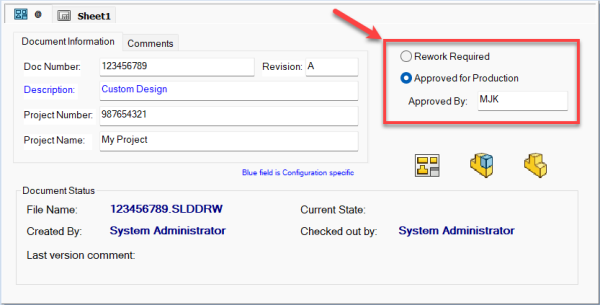 Sheet1
Document Information Comments
Doc Number: 123456789 Revision: A
Description: Custom Design
Project Number: 987654321
Project Name: My Project
Blue field is Configuration specific
Rework Required
Approved for Production
Approved By: MJK
Document Status
File Name: 123456789.SLDDRW Current State:
Created By: System Administrator Checked out by: System Administrator
Last version comment: